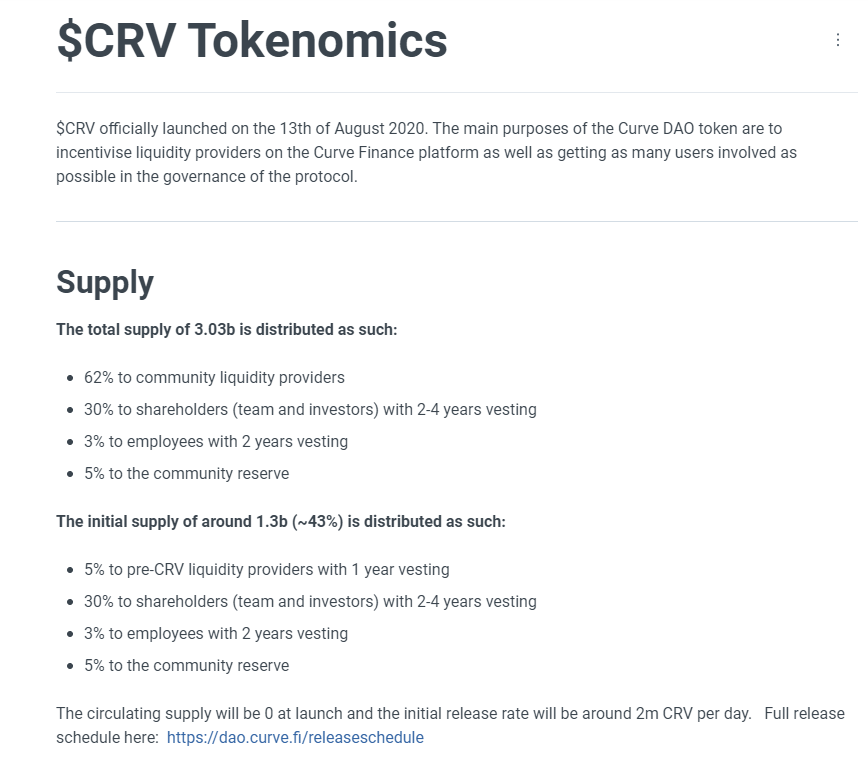 $CRV Tokenomics
$CRV officially launched on the 13th of August 2020. The main purposes of the Curve DAO token are to
incentivise liquidity providers on the Curve Finance platform as well as getting as many users involved as
possible in the governance of the protocol.
Supply
The total supply of 3.03b is distributed as such:
• 62% to community liquidity providers
• 30% to shareholders (team and investors) with 2-4 years vesting
• 3% to employees with 2 years vesting
• 5% to the community reserve
The initial supply of around 1.3b (~43%) is distributed as such:
• 5% to pre-CRV liquidity providers with 1 year vesting
• 30% to shareholders (team and investors) with 2-4 years vesting
• 3% to employees with 2 years vesting
• 5% to the community reserve
The circulating supply will be 0 at launch and the initial release rate will be around 2m CRV per day. Full release
schedule here: https://dao.curve.fi/releaseschedule